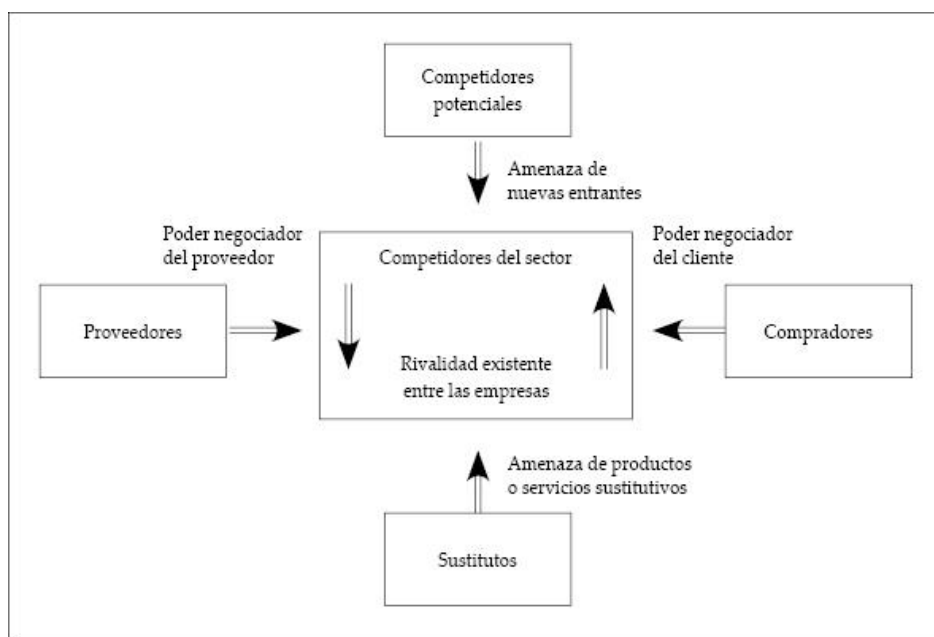 Competidores
potenciales
Amenaza de
nuevas entrantes
Poder negociador
del proveedor
Competidores del sector
Poder negociador
del cliente
Proveedores
Compradores
Rivalidad existente
entre las empresas
Amenaza de productos
o servicios sustitutivos
Sustitutos